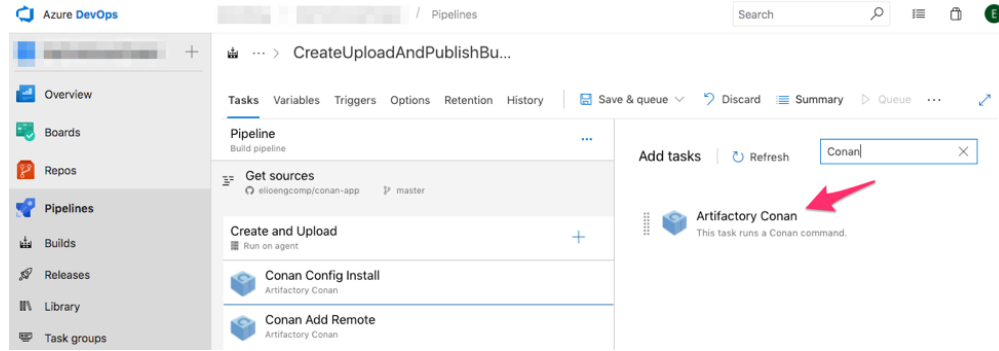 Azure DevOps
/ Pipelines
Search
E
CreateUploadAndPublishBu...
Overview
Boards
Repos
Pipelines
Builds
Releases
Library
Task groups
Tasks Variables Triggers Options Retention History Save & queue Discard Summary Queue ...
Pipeline
Build pipeline
Get sources
elioengcomp/conan-app master
Create and Upload
Run on agent
Conan Config Install
Artifactory Conan
Conan Add Remote
Artifactory Conan
Add tasks Refresh Conan
Artifactory Conan
This task runs a Conan command.